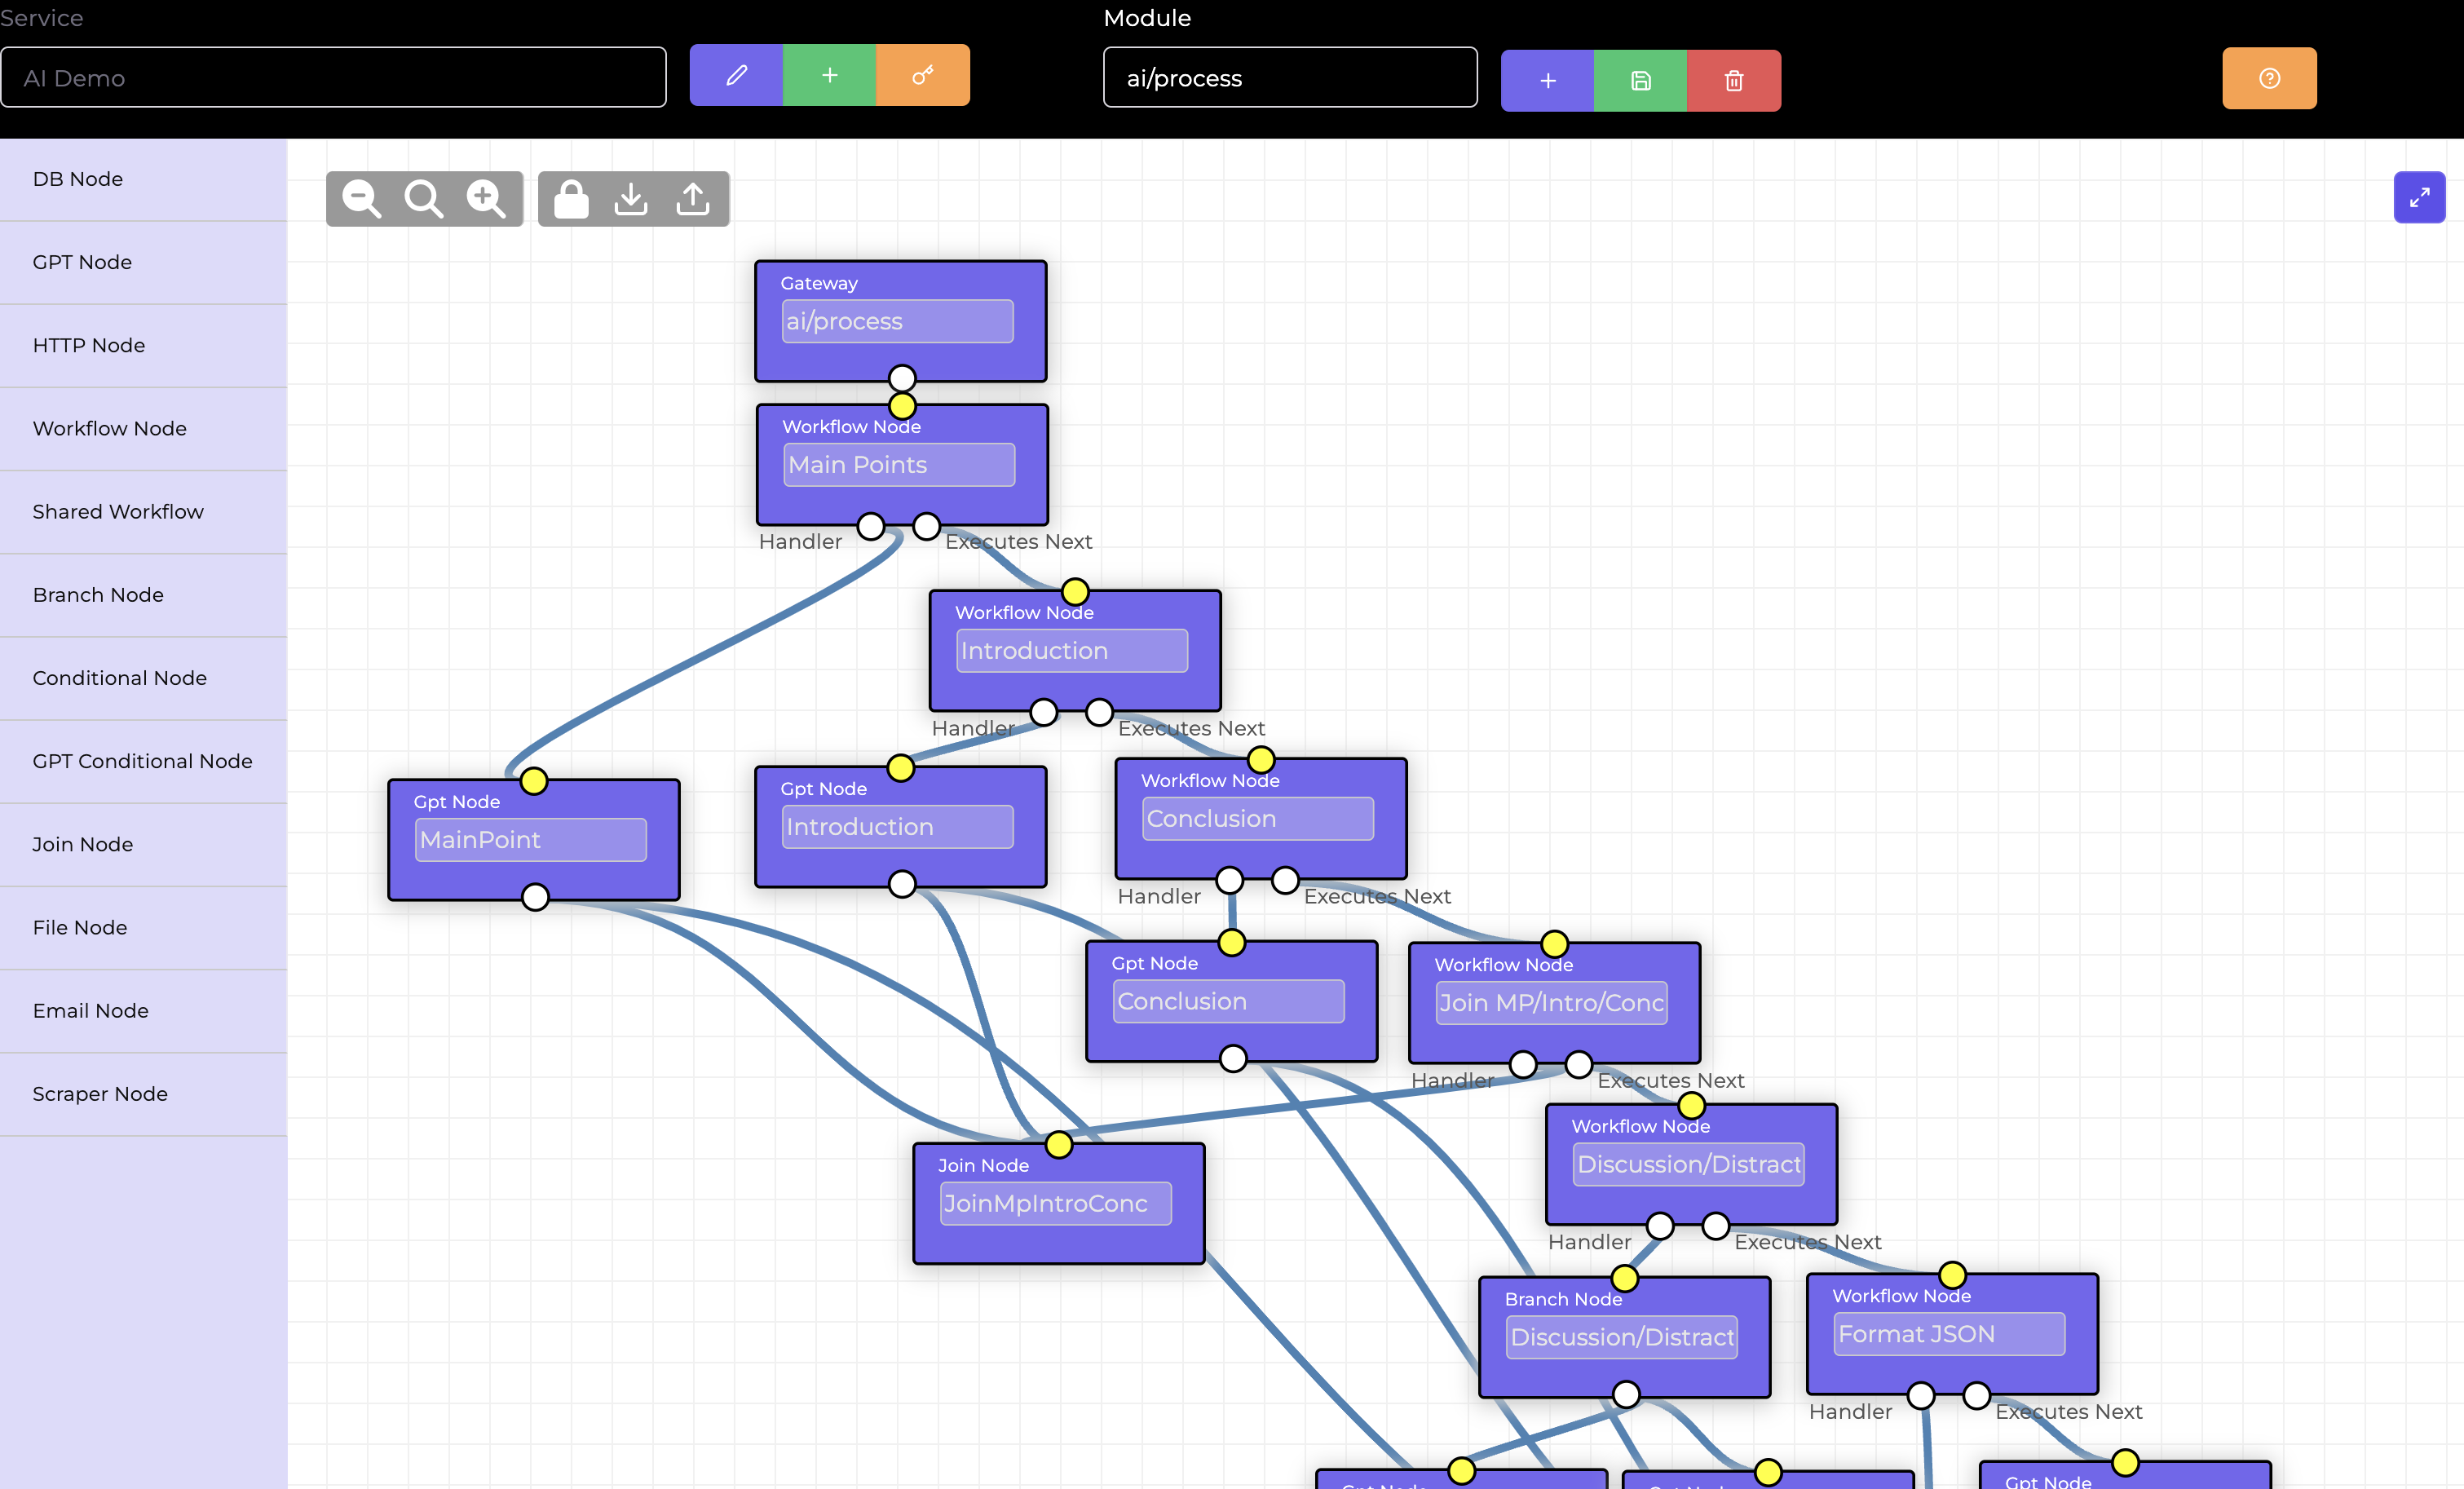 Service
Module
AI Demo
ai/process
DB Node
GPT Node
HTTP Node
Workflow Node
Shared Workflow
Branch Node
Conditional Node
GPT Conditional Node
Join Node
File Node
Email Node
Scraper Node
Gateway
ai/process
Workflow Node
Main Points
Handler
Executes Next
Workflow Node
Introduction
Handler
Executes Next
Gpt Node
MainPoint
Gpt Node
Introduction
Workflow Node
Conclusion
Handler
Executes Next
Gpt Node
Conclusion
Workflow Node
Join MP/Intro/Conc
Handler
Executes Next
Workflow Node
Discussion/Distract
Join Node
JoinMpIntroConc
Handler
Executes Next
Branch Node
Discussion/Distract
Workflow Node
Format JSON
Handler
Executes Next
Gpt Node